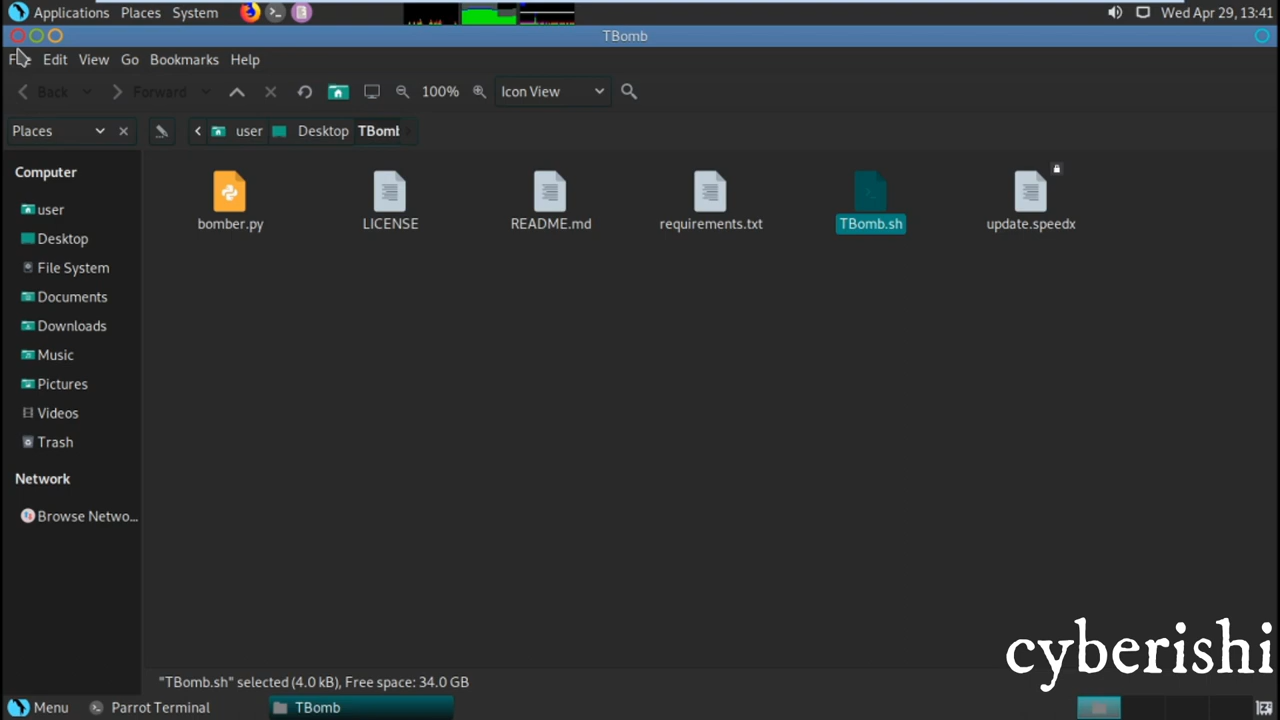 Applications Places System Wed Apr 29, 13:41
TBomb
File Edit View Go Bookmarks Help
Back Forward 100% Icon View
Places user Desktop TBomb
Computer
user
Desktop
File System
Documents
Downloads
Music
Pictures
Videos
Trash
Network
Browse Netwo...
bomber.py LICENSE README.md requirements.txt TBomb.sh update.speedx
cyberishi
"TBomb.sh" selected (4.0 kB), Free space: 34.0 GB
Menu Parrot Terminal TBomb